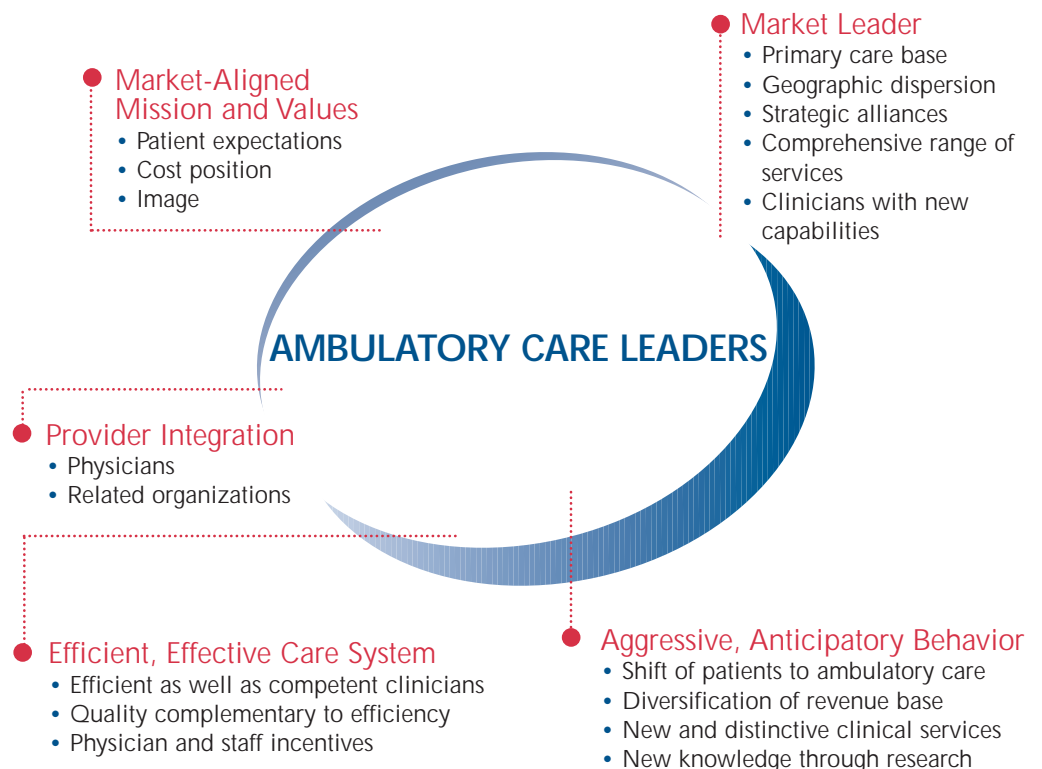 Market Leader
• Primary care base
• Geographic dispersion
• Strategic alliances
• Comprehensive range of
services
• Clinicians with new
capabilities
Market-Aligned
Mission and Values
• Patient expectations
• Cost position
• Image
AMBULATORY CARE LEADERS
Provider Integration
• Physicians
• Related organizations
Efficient, Effective Care System
• Efficient as well as competent clinicians
• Quality complementary to efficiency
• Physician and staff incentives
Aggressive, Anticipatory Behavior
• Shift of patients to ambulatory care
• Diversification of revenue base
• New and distinctive clinical services
• New knowledge through research